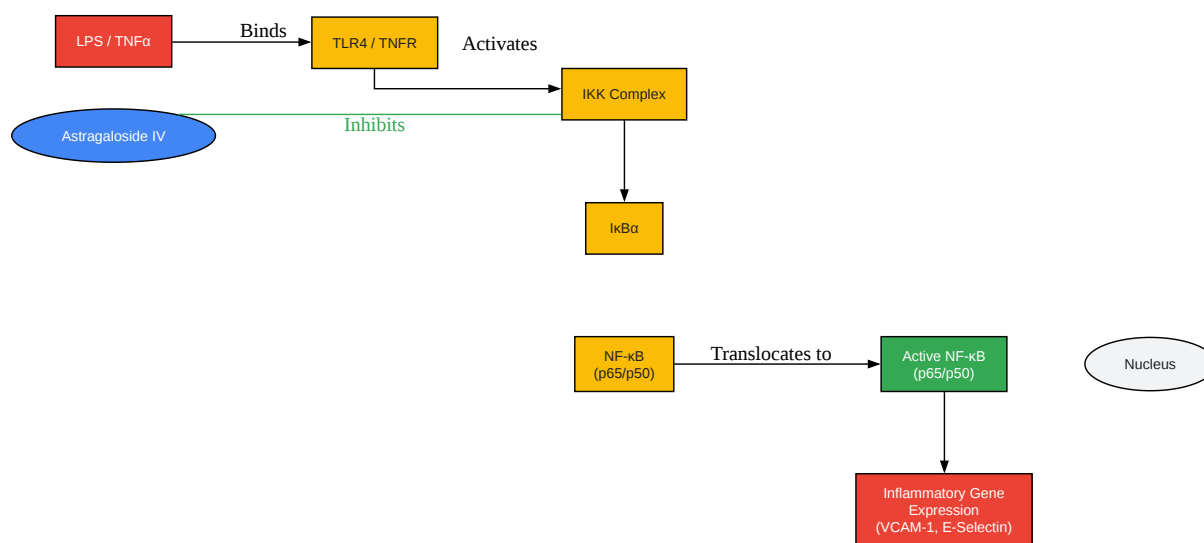 LPS / TNFα
Binds
TLR4 / TNFR
Activates
IKK Complex
Astragaloside IV
Inhibits
IκBα
NF-κB
(p65/p50)
Translocates to
Active NF-κB
(p65/p50)
Nucleus
Inflammatory Gene
Expression
(VCAM-1, E-Selectin)